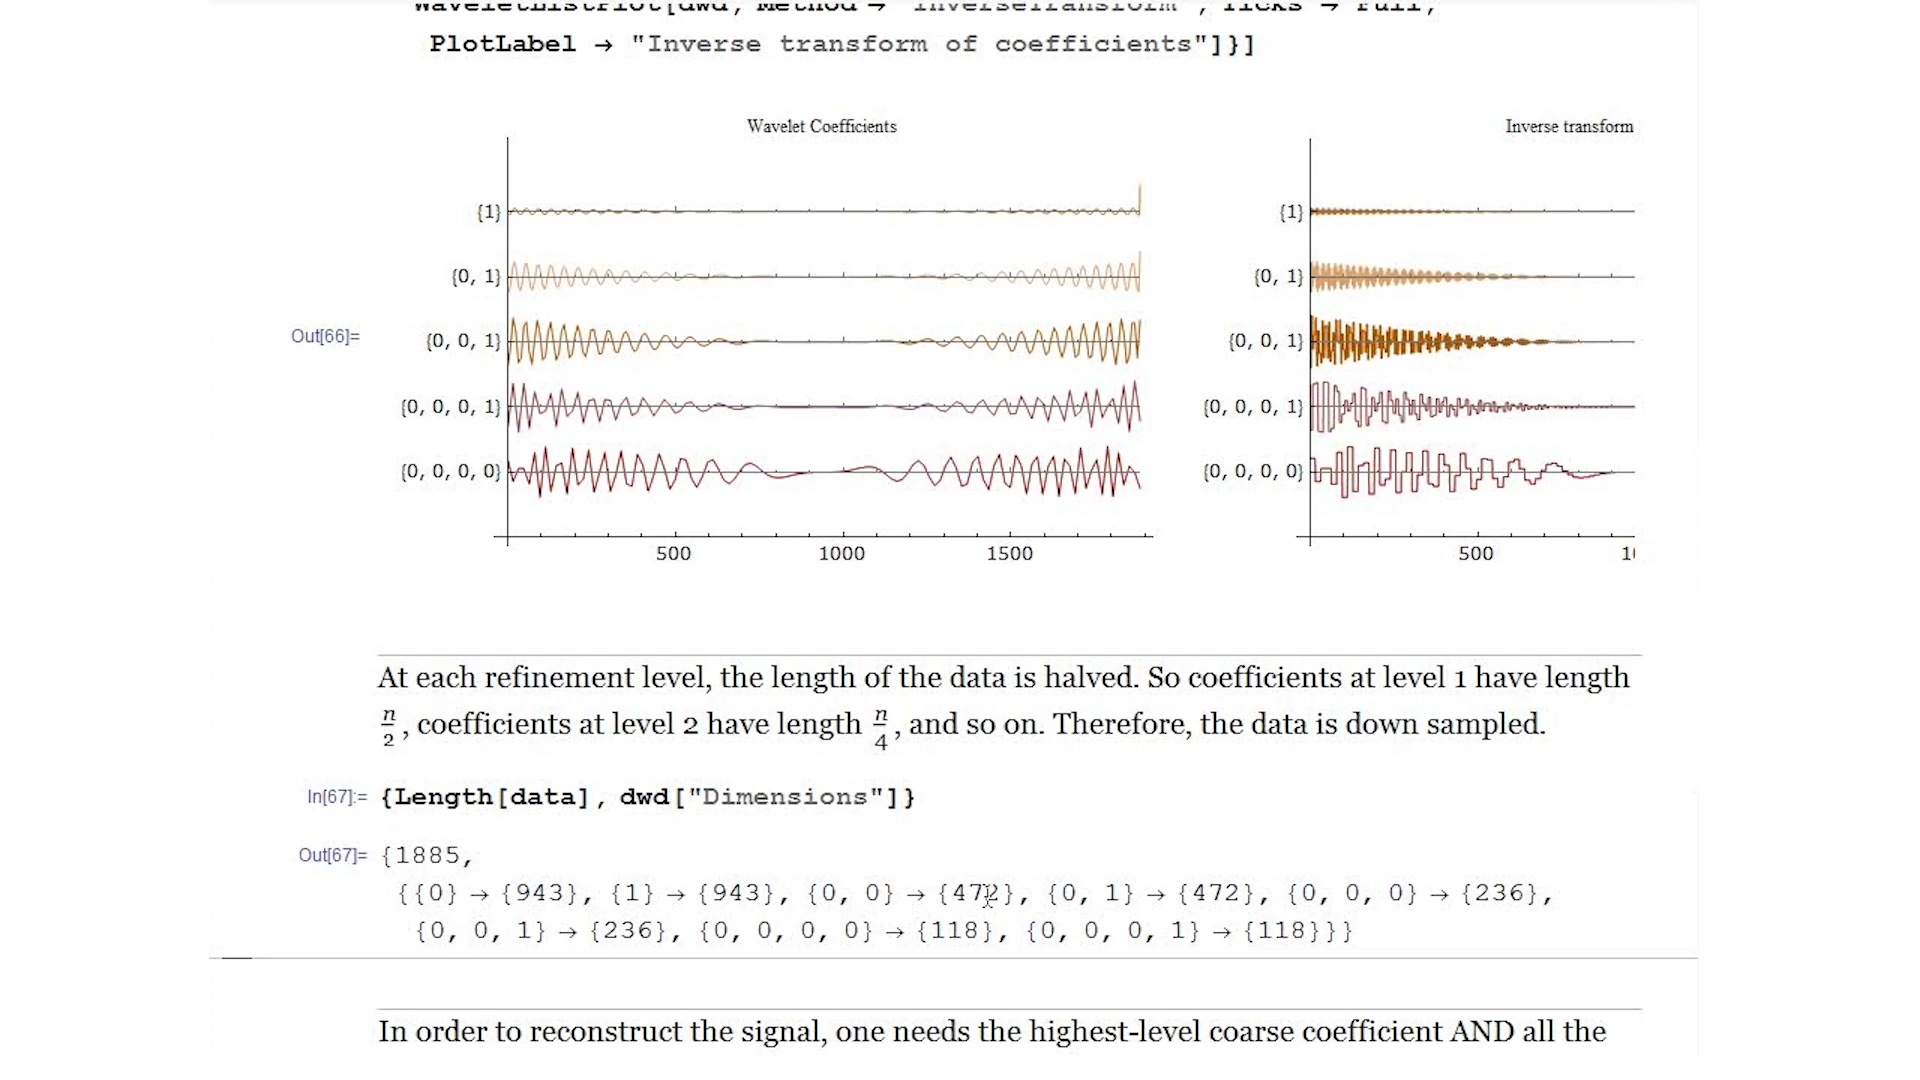 WaveletListPlot[dwd, Method → "InverseTransform", Ticks → Full,
PlotLabel → "Inverse transform of coefficients"]}]
Wavelet Coefficients
Inverse transform
{1}
{0, 1}
{0, 0, 1}
{0, 0, 0, 1}
{0, 0, 0, 0}
500 1000 1500
{1}
{0, 1}
{0, 0, 1}
{0, 0, 0, 1}
{0, 0, 0, 0}
500
Out[66]=
At each refinement level, the length of the data is halved. So coefficients at level 1 have length
n/2, coefficients at level 2 have length n/4, and so on. Therefore, the data is down sampled.
In[67]:= {Length[data], dwd["Dimensions"]}
Out[67]= {1885,
{{0} → {943}, {1} → {943}, {0, 0} → {472}, {0, 1} → {472}, {0, 0, 0} → {236},
{0, 0, 1} → {236}, {0, 0, 0, 0} → {118}, {0, 0, 0, 1} → {118}}}
In order to reconstruct the signal, one needs the highest-level coarse coefficient AND all the